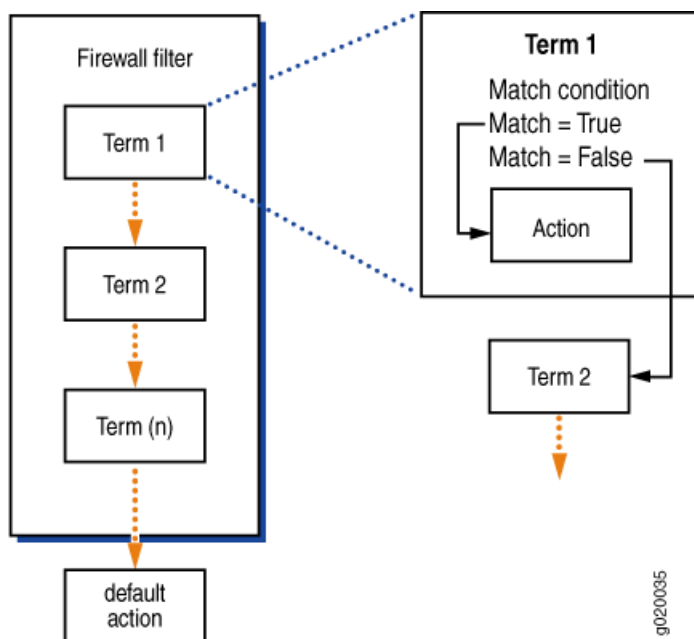 Firewall filter
Term 1
Term 2
Term (n)
default
action
Term 1
Match condition
Match = True
Match = False
Action
Term 2
g020035